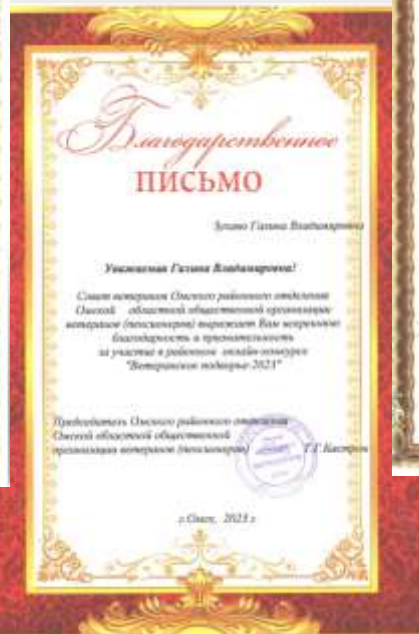 Благодарственное
ПИСЬМО
Галина Владимировна
Уважаемая Галина Владимировна!
Совет ветеранов Омского районного отделения
Омской областной общественной организации
ветеранов (пенсионеров) выражает Вам искреннюю
благодарность и признательность
за участие в районном онлайн-конкурсе
"Ветеранское подворье-2023"
Председатель Омского районного отделения
Омской областной общественной
организации ветеранов (пенсионеров)
г.Омск, 2023 г.